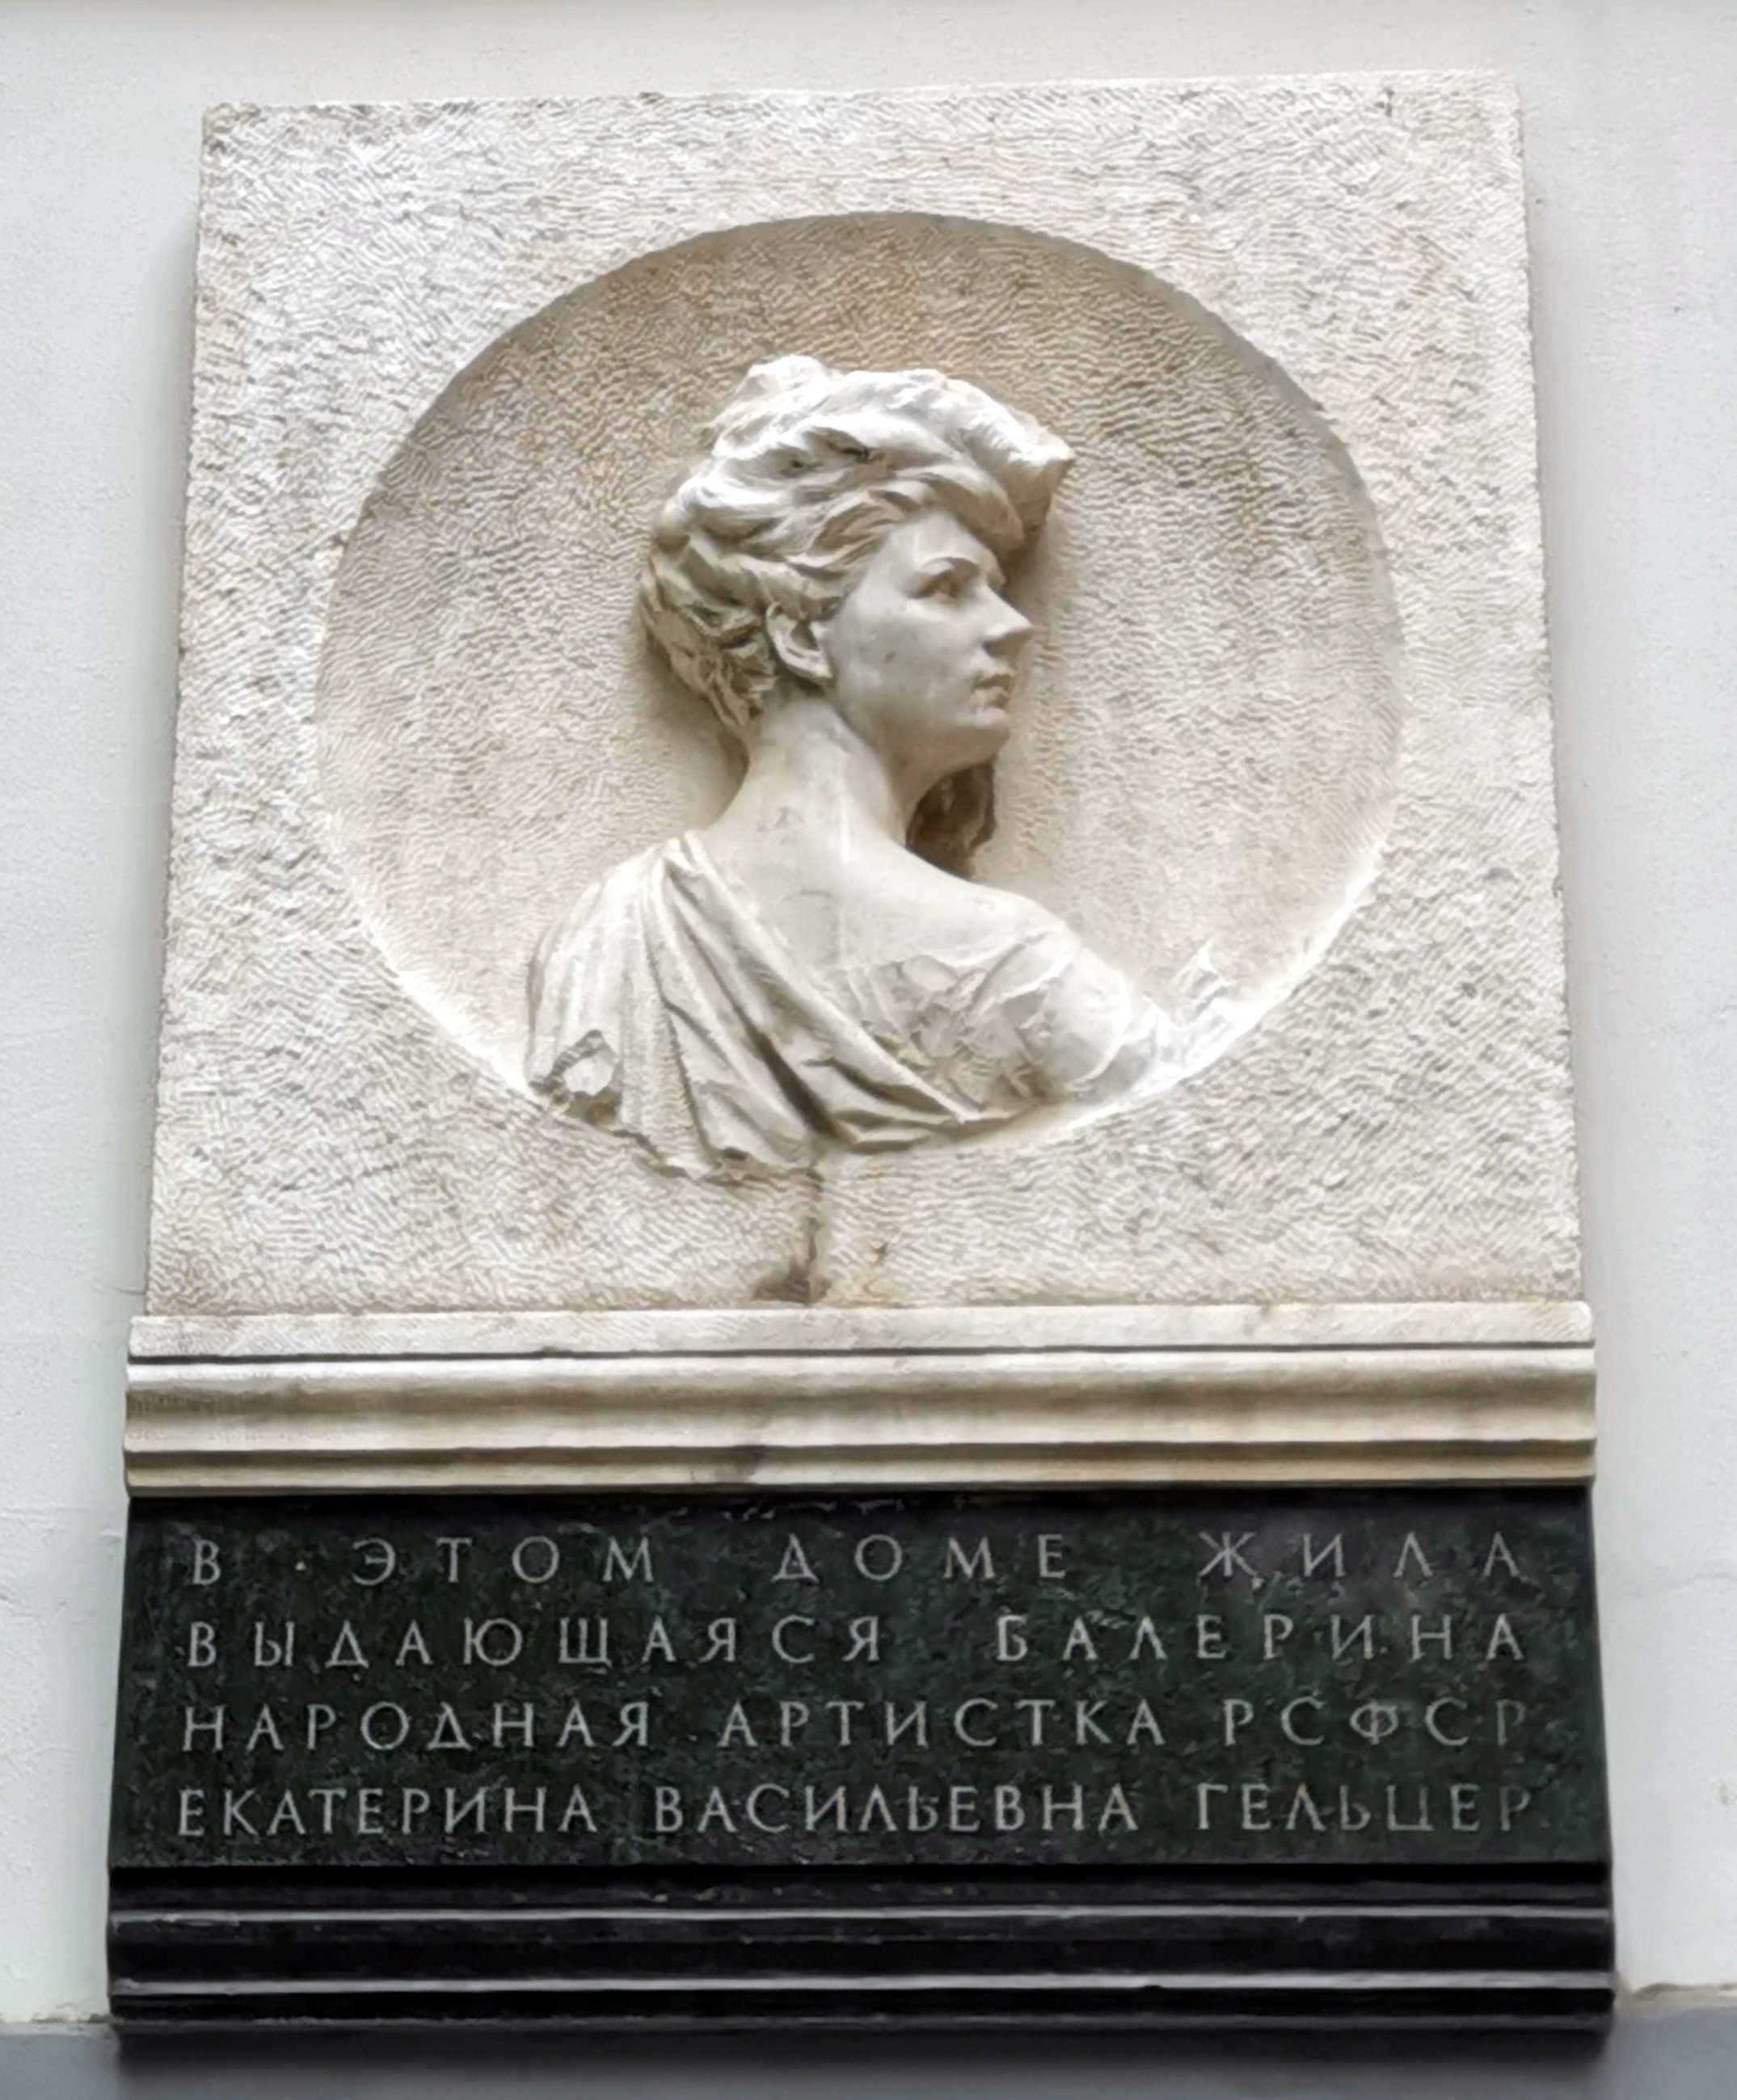 В ЭТОМ ДОМЕ ЖИЛА
ВЫДАЮЩАЯСЯ БАЛЕРИНА
НАРОДНАЯ АРТИСТКА РСФСР
ЕКАТЕРИНА ВАСИЛЬЕВНА ГЕЛЬЦЕР